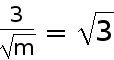 3/√m = √3